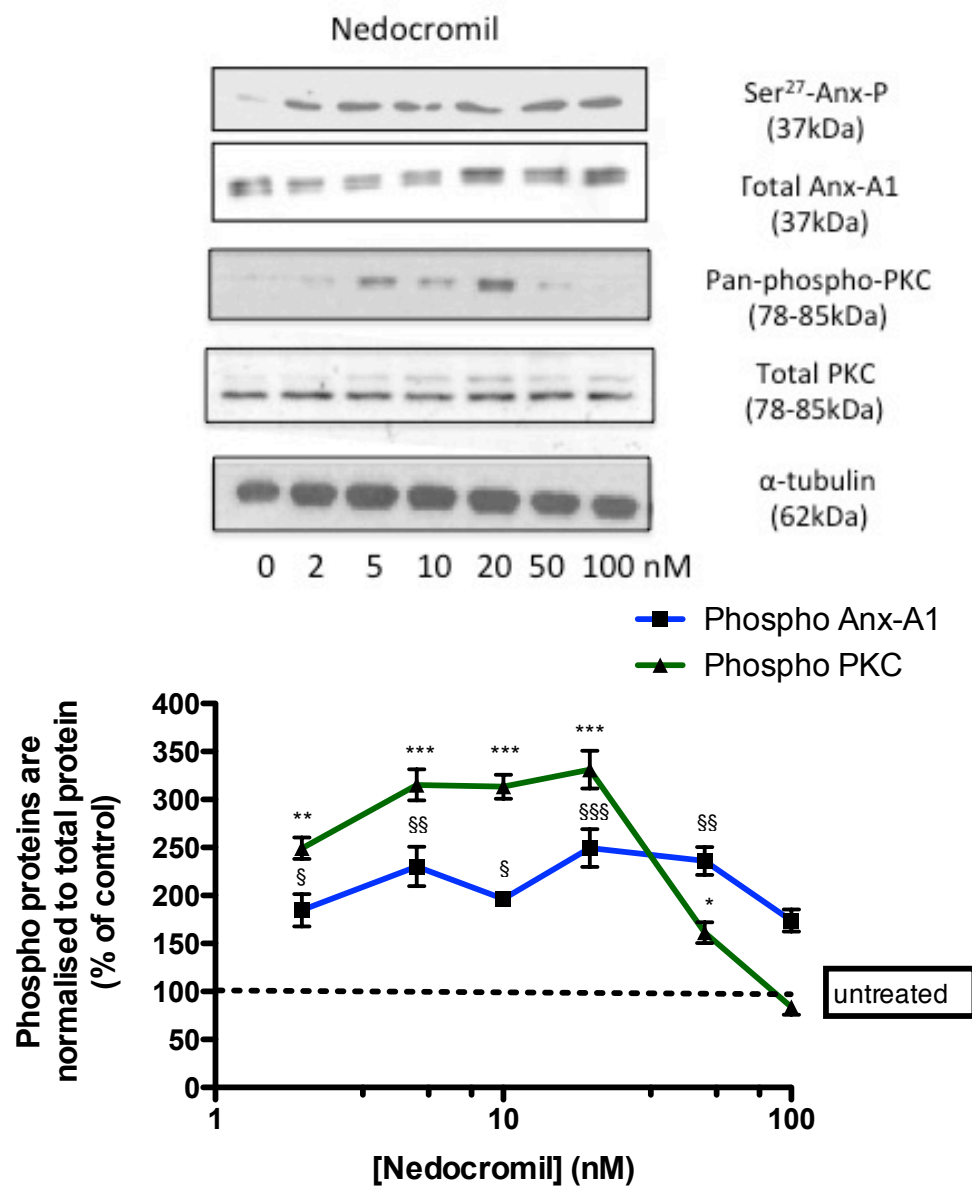 Nedocromil
Ser²⁷-Anx-P
(37kDa)
Total Anx-A1
(37kDa)
Pan-phospho-PKC
(78-85kDa)
Total PKC
(78-85kDa)
α-tubulin
(62kDa)
0 2 5 10 20 50 100 nM
Phospho Anx-A1
Phospho PKC
Phospho proteins are
normalised to total protein
(% of control)
400
350
300
250
200
150
100
50
0
** *** *** *** *
§ §§ § §§§ §§
untreated
1 10 100
[Nedocromil] (nM)